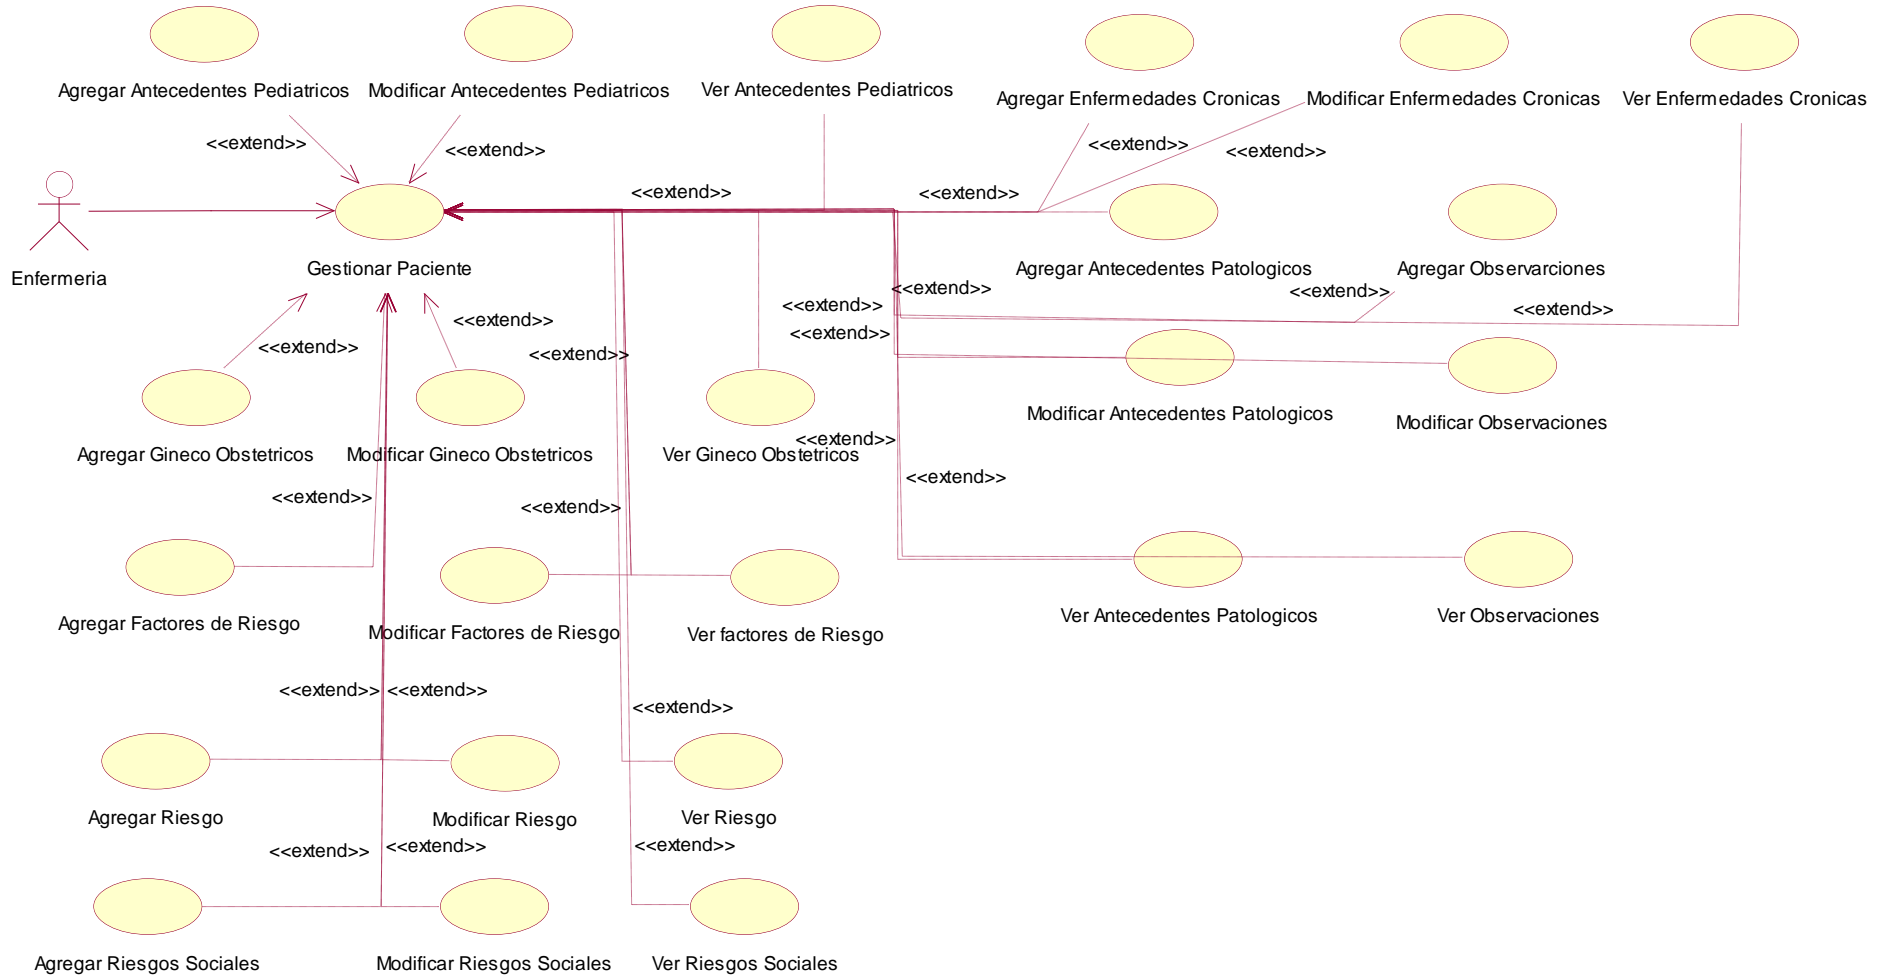 Agregar Antecedentes Pediatricos
Modificar Antecedentes Pediatricos
Ver Antecedentes Pediatricos
Agregar Enfermedades Cronicas
Modificar Enfermedades Cronicas
Ver Enfermedades Cronicas
<<extend>>
<<extend>>
<<extend>>
<<extend>>
<<extend>>
<<extend>>
Enfermeria
Gestionar Paciente
Agregar Antecedentes Patologicos
Agregar Observarciones
<<extend>>
<<extend>>
<<extend>>
<<extend>>
<<extend>>
<<extend>>
<<extend>>
<<extend>>
<<extend>>
Modificar Antecedentes Patologicos
Modificar Observaciones
<<extend>>
Agregar Gineco Obstetricos
Modificar Gineco Obstetricos
Ver Gineco Obstetricos
<<extend>>
<<extend>>
<<extend>>
Agregar Factores de Riesgo
Modificar Factores de Riesgo
Ver factores de Riesgo
Ver Antecedentes Patologicos
Ver Observaciones
<<extend>>
<<extend>>
<<extend>>
Agregar Riesgo
Modificar Riesgo
Ver Riesgo
<<extend>>
<<extend>>
<<extend>>
Agregar Riesgos Sociales
Modificar Riesgos Sociales
Ver Riesgos Sociales